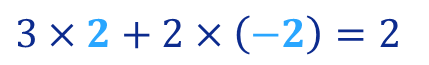 3 × 2 + 2 × (−2) = 2